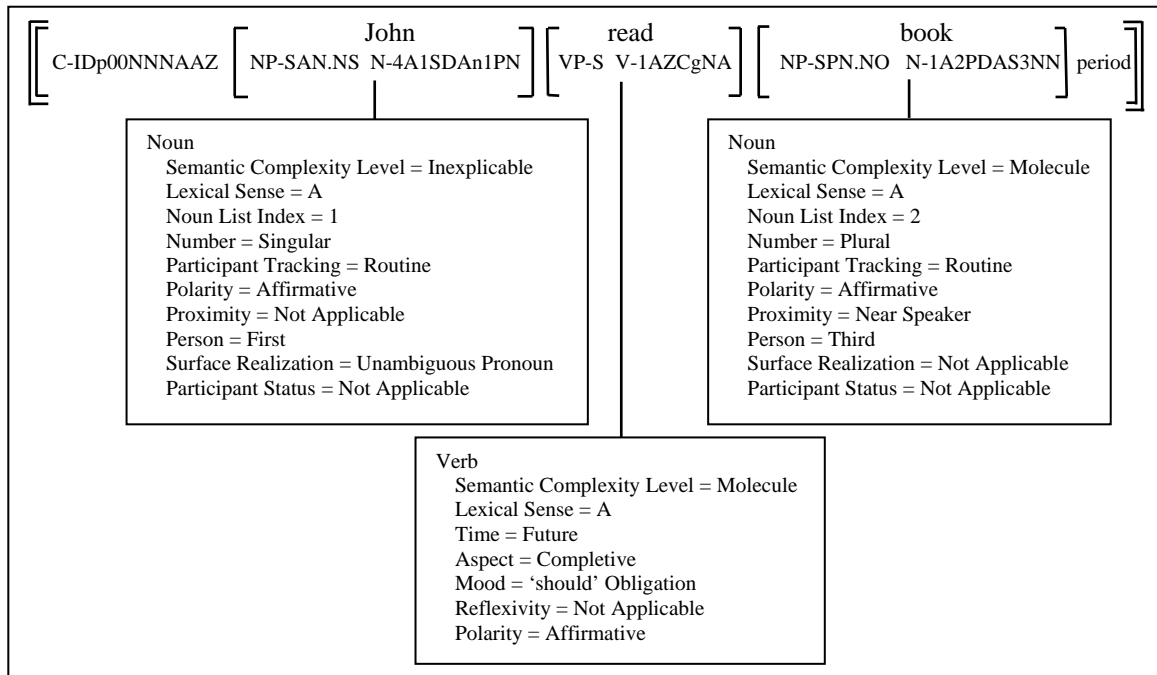 John read book
C-IDp00NNNAAZ NP-SAN.NS N-4A1SDAn1PN VP-S V-1AZCgNA NP-SPN.NO N-1A2PDAS3NN period
Noun
Semantic Complexity Level = Inexplicable
Lexical Sense = A
Noun List Index = 1
Number = Singular
Participant Tracking = Routine
Polarity = Affirmative
Proximity = Not Applicable
Person = First
Surface Realization = Unambiguous Pronoun
Participant Status = Not Applicable
Noun
Semantic Complexity Level = Molecule
Lexical Sense = A
Noun List Index = 2
Number = Plural
Participant Tracking = Routine
Polarity = Affirmative
Proximity = Near Speaker
Person = Third
Surface Realization = Not Applicable
Participant Status = Not Applicable
Verb
Semantic Complexity Level = Molecule
Lexical Sense = A
Time = Future
Aspect = Completive
Mood = ‘should’ Obligation
Reflexivity = Not Applicable
Polarity = Affirmative